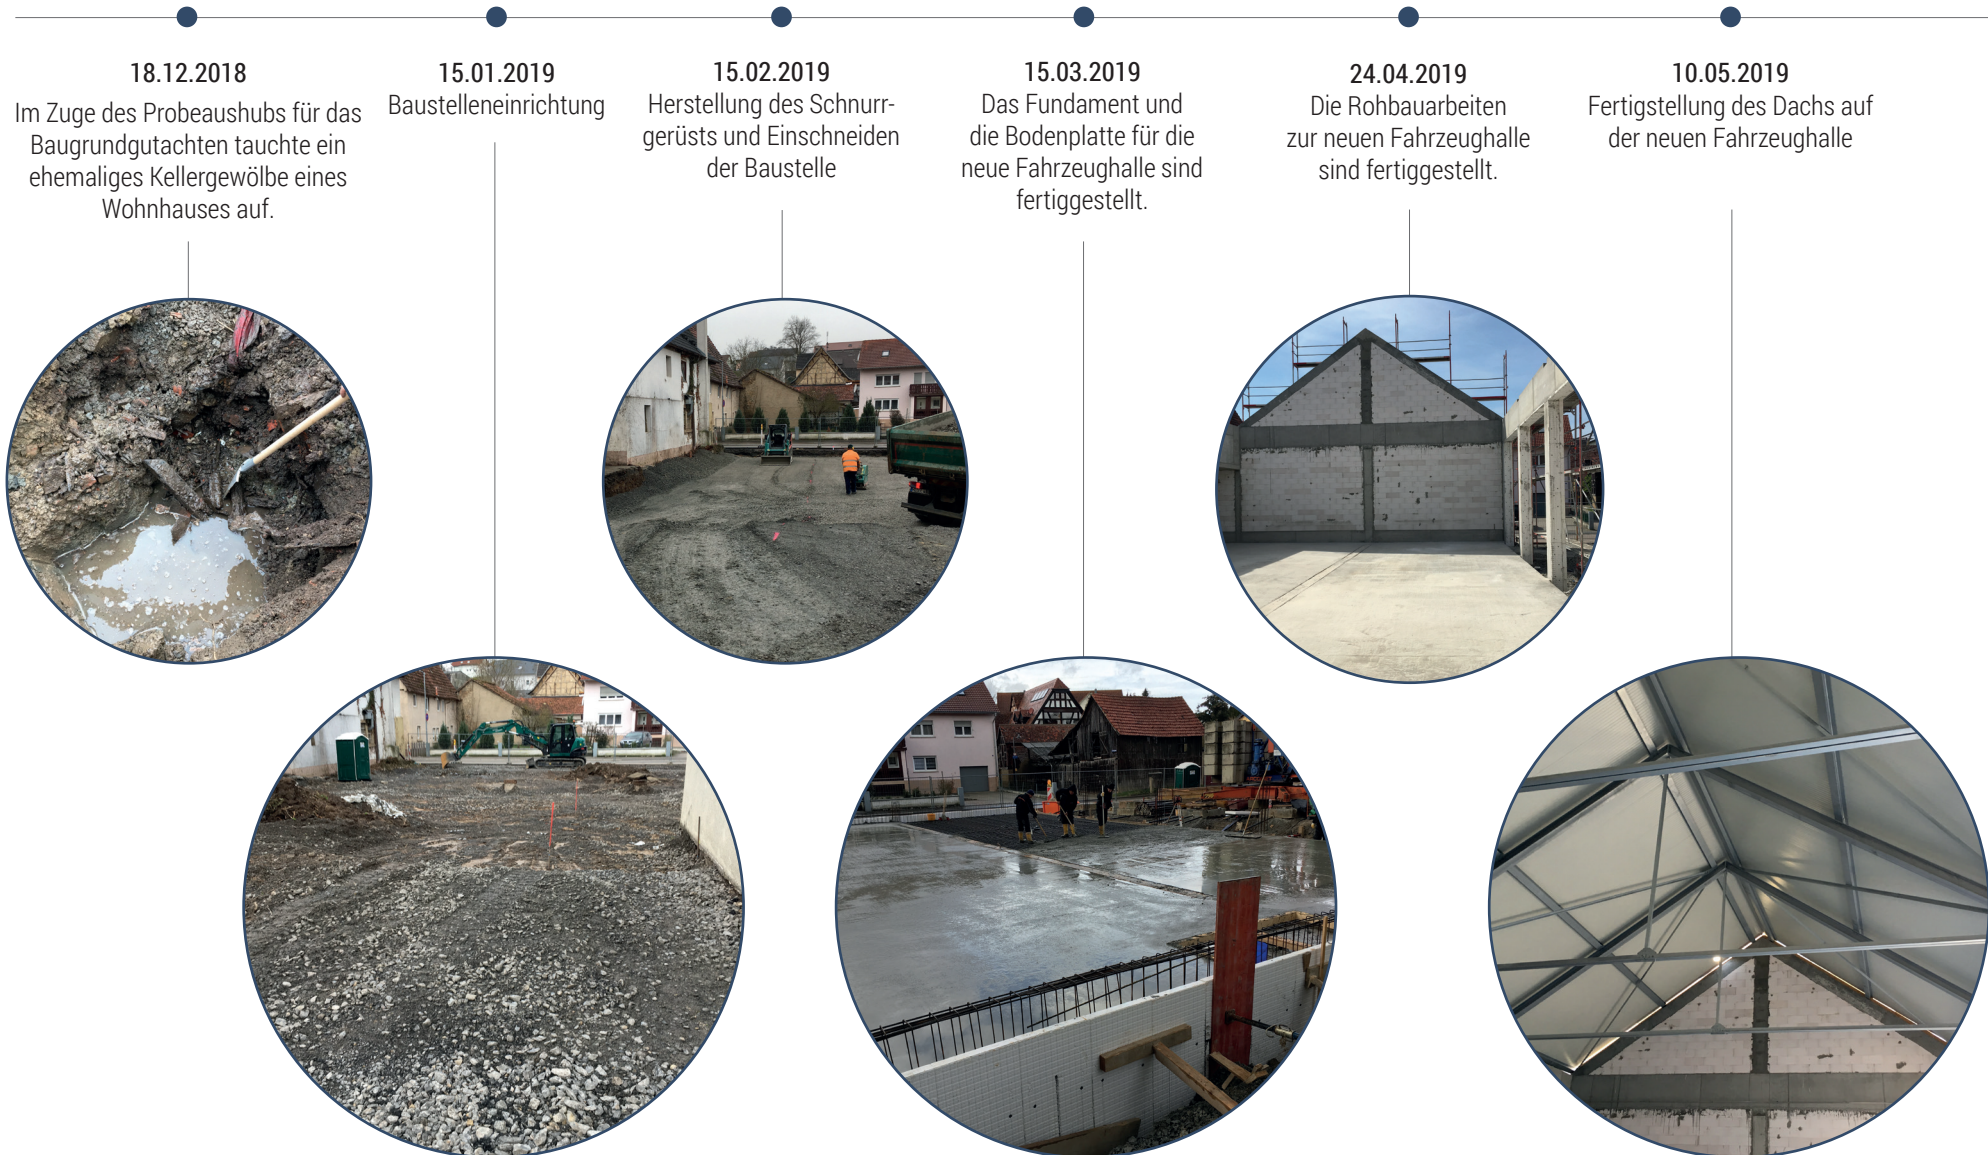 18.12.2018
Im Zuge des Probeaushubs für das
Baugrundgutachten tauchte ein
ehemaliges Kellergewölbe eines
Wohnhauses auf.
15.01.2019
Baustelleneinrichtung
15.02.2019
Herstellung des Schnurr-
gerüsts und Einschneiden
der Baustelle
15.03.2019
Das Fundament und
die Bodenplatte für die
neue Fahrzeughalle sind
fertiggestellt.
24.04.2019
Die Rohbauarbeiten
zur neuen Fahrzeughalle
sind fertiggestellt.
10.05.2019
Fertigstellung des Dachs auf
der neuen Fahrzeughalle